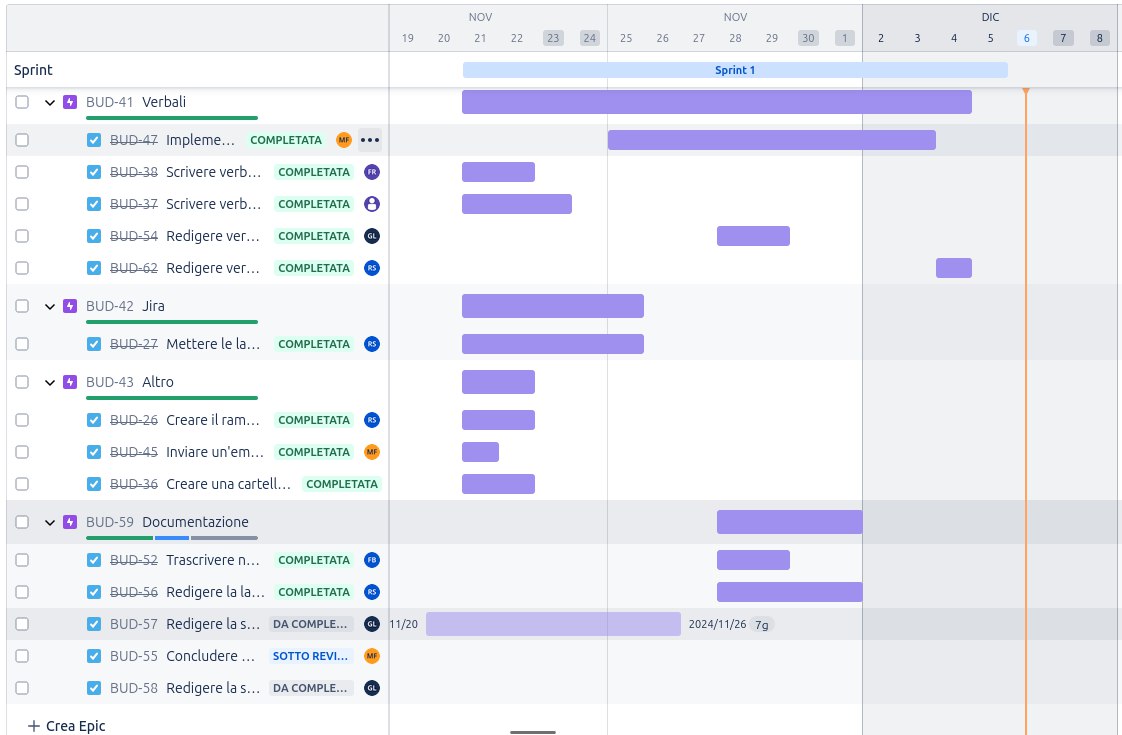 NOV NOV DIC
19 20 21 22 23 24 25 26 27 28 29 30 1 2 3 4 5 6 7 8
Sprint Sprint 1
BUD-41 Verbali
BUD-47 Impleme... COMPLETATA MF
BUD-38 Scrivere verb... COMPLETATA FR
BUD-37 Scrivere verb... COMPLETATA
BUD-54 Redigere ver... COMPLETATA GL
BUD-62 Redigere ver... COMPLETATA RS
BUD-42 Jira
BUD-27 Mettere le la... COMPLETATA RS
BUD-43 Altro
BUD-26 Creare il ram... COMPLETATA RS
BUD-45 Inviare un'em... COMPLETATA MF
BUD-36 Creare una cartell... COMPLETATA
BUD-59 Documentazione
BUD-52 Trascrivere n... COMPLETATA FB
BUD-56 Redigere la la... COMPLETATA RS
BUD-57 Redigere la s... DA COMPLE... GL 11/20 2024/11/26 7g
BUD-55 Concludere ... SOTTO REVI... MF
BUD-58 Redigere la s... DA COMPLE... GL
+ Crea Epic